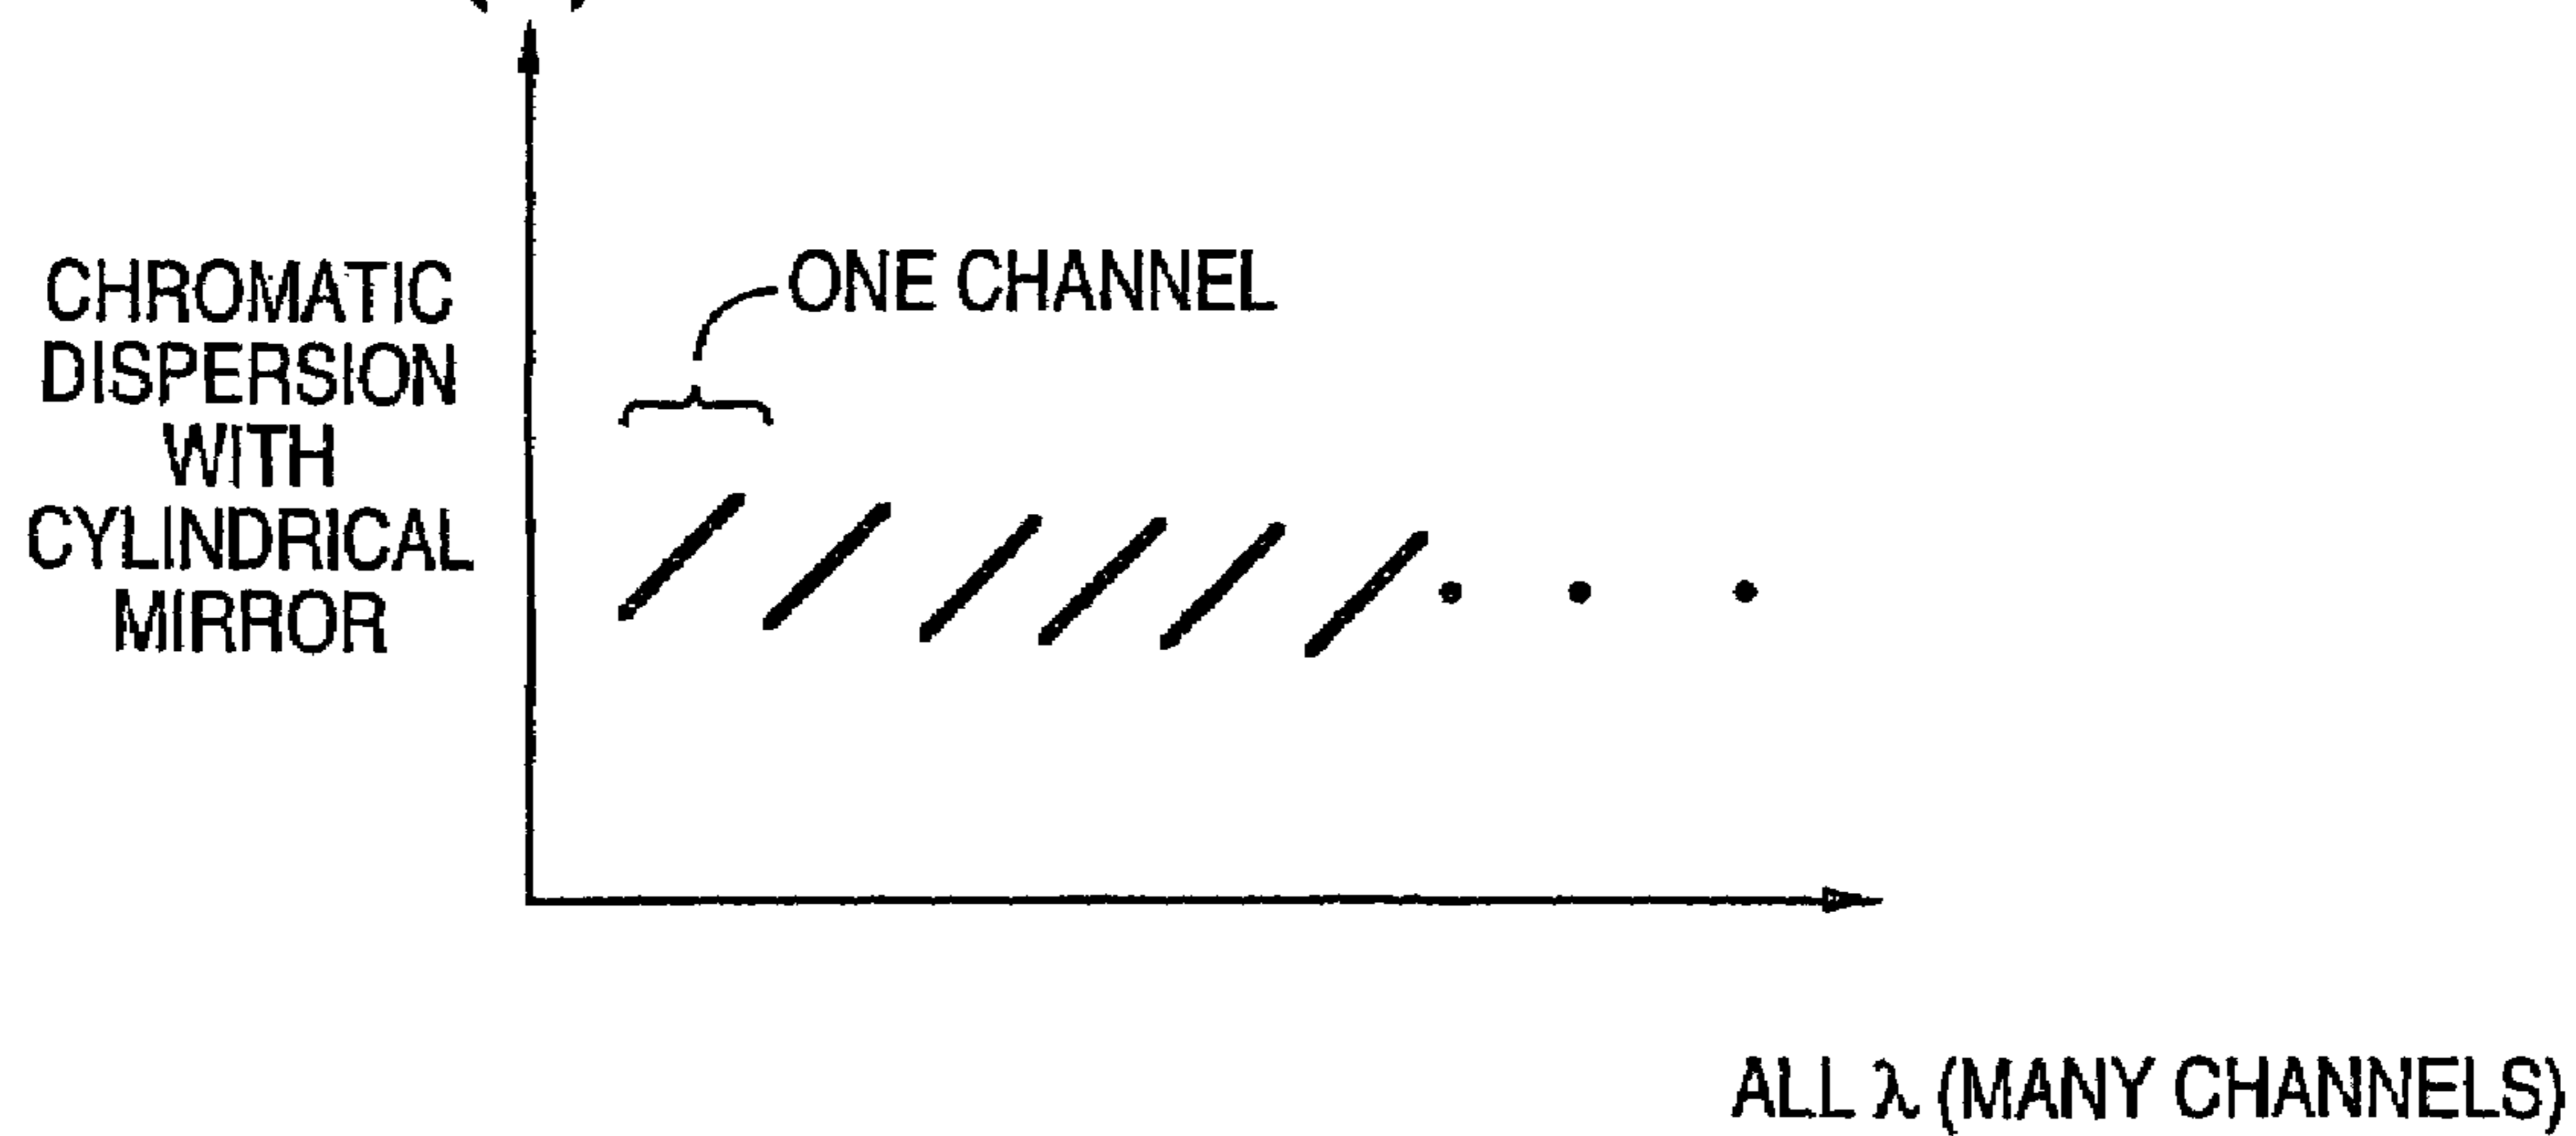 ONE CHANNEL
CHROMATIC
DISPERSION
WITH
CYLINDRICAL
MIRROR
ALL λ (MANY CHANNELS)